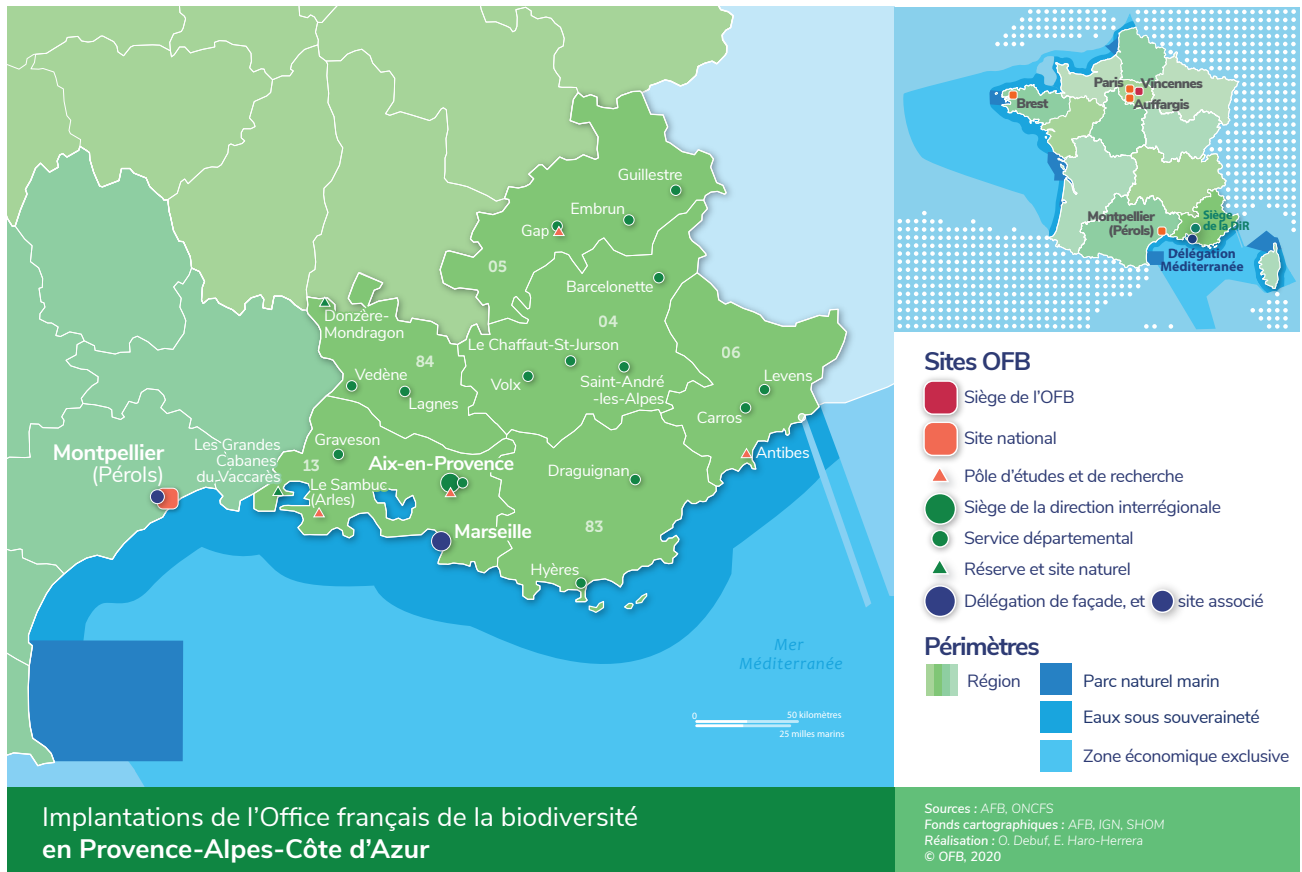 Guillestre
Embrun
Gap
05
Barcelonette
04
Donzère-
Mondragon
Le Chaffaut-St-Jurson
06
84
Vedène
Volx
Saint-André
-les-Alpes
Levens
Lagnes
Carros
Montpellier
(Pérols)
Les Grandes
Cabanes
du Vaccarès
Graveson
13
Aix-en-Provence
Le Sambuc
(Arles)
Draguignan
Antibes
Marseille
83
Hyères
Mer
Méditerranée
0
50 kilomètres
25 milles marins
Paris
Vincennes
Brest
Auffargis
Montpellier
(Pérols)
Siège
de la DiR
Délégation
Méditerranée
Sites OFB
Siège de l’OFB
Site national
Pôle d’études et de recherche
Siège de la direction interrégionale
Service départemental
Réserve et site naturel
Délégation de façade, et site associé
Périmètres
Région
Parc naturel marin
Eaux sous souveraineté
Zone économique exclusive
Implantations de l’Office français de la biodiversité
en Provence-Alpes-Côte d’Azur
Sources : AFB, ONCFS
Fonds cartographiques : AFB, IGN, SHOM
Réalisation : O. Debuf, E. Haro-Herrera
© OFB, 2020